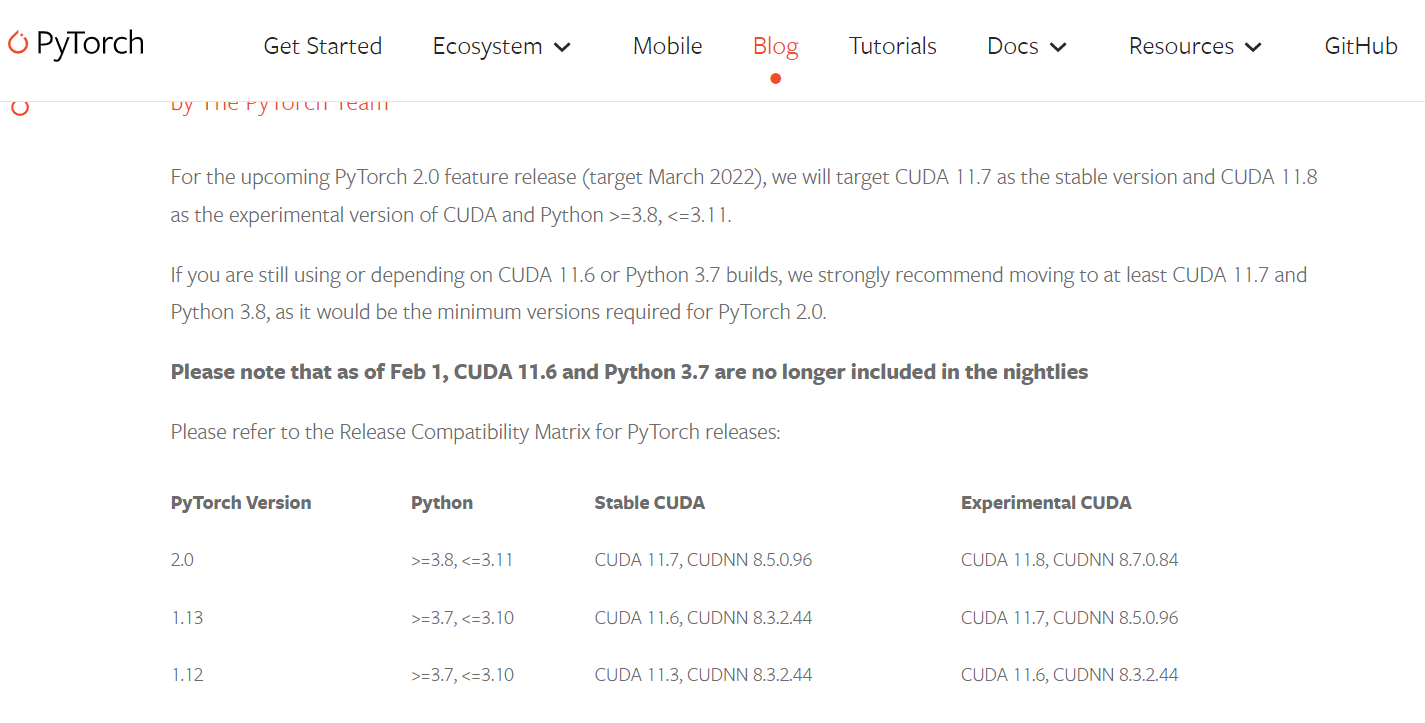 PyTorch Get Started Ecosystem Mobile Blog Tutorials Docs Resources GitHub
by The PyTorch Team
For the upcoming PyTorch 2.0 feature release (target March 2022), we will target CUDA 11.7 as the stable version and CUDA 11.8
as the experimental version of CUDA and Python >=3.8, <=3.11.
If you are still using or depending on CUDA 11.6 or Python 3.7 builds, we strongly recommend moving to at least CUDA 11.7 and
Python 3.8, as it would be the minimum versions required for PyTorch 2.0.
Please note that as of Feb 1, CUDA 11.6 and Python 3.7 are no longer included in the nightlies
Please refer to the Release Compatibility Matrix for PyTorch releases:
PyTorch Version Python Stable CUDA Experimental CUDA
2.0 >=3.8, <=3.11 CUDA 11.7, CUDNN 8.5.0.96 CUDA 11.8, CUDNN 8.7.0.84
1.13 >=3.7, <=3.10 CUDA 11.6, CUDNN 8.3.2.44 CUDA 11.7, CUDNN 8.5.0.96
1.12 >=3.7, <=3.10 CUDA 11.3, CUDNN 8.3.2.44 CUDA 11.6, CUDNN 8.3.2.44